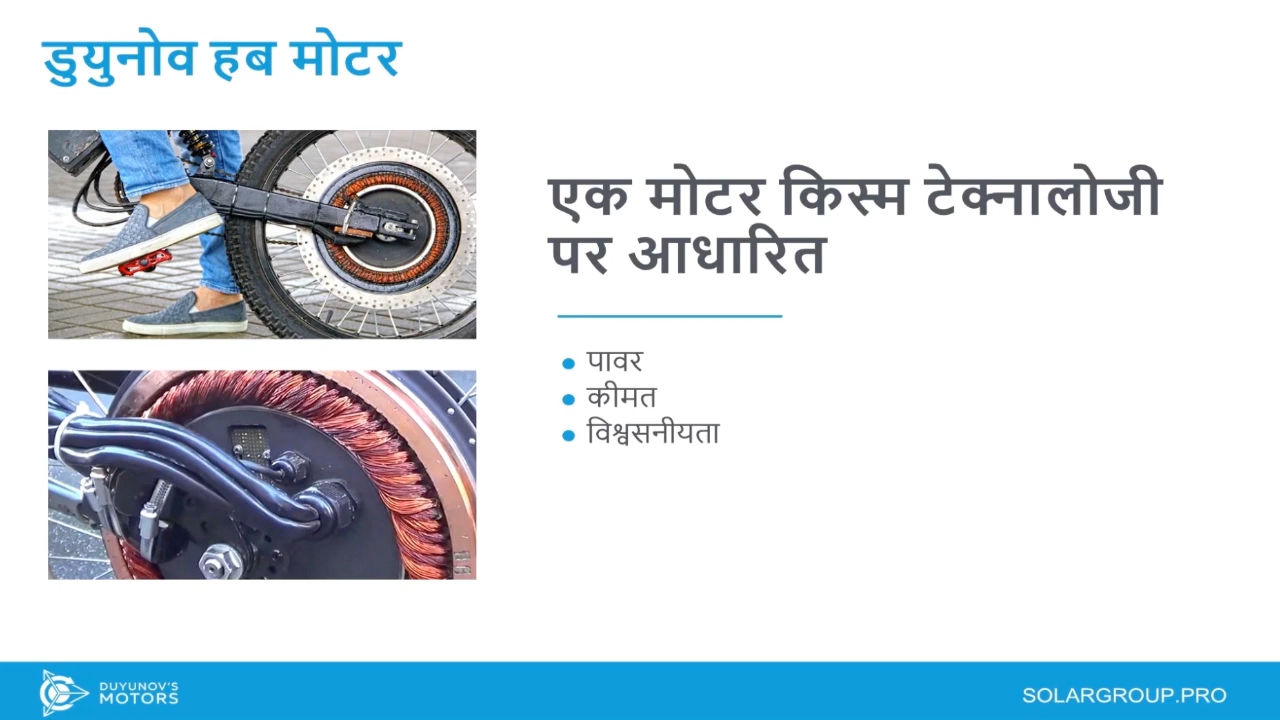 डुयुनोव हब मोटर
एक मोटर किस्म टेक्नालोजी
पर आधारित
पावर
कीमत
विश्वसनीयता
DUYUNOV'S
MOTORS
SOLARGROUP.PRO